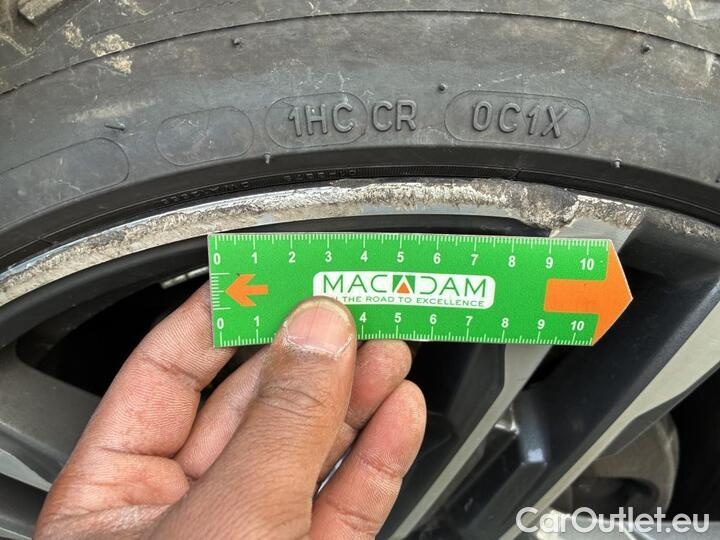 1HC CR 0C1X
0 1 2 3 4 5 6 7 8 9 10
MACADAM
THE ROAD TO EXCELLENCE
0 1 4 5 6 7 8 9 10
CarOutlet.eu